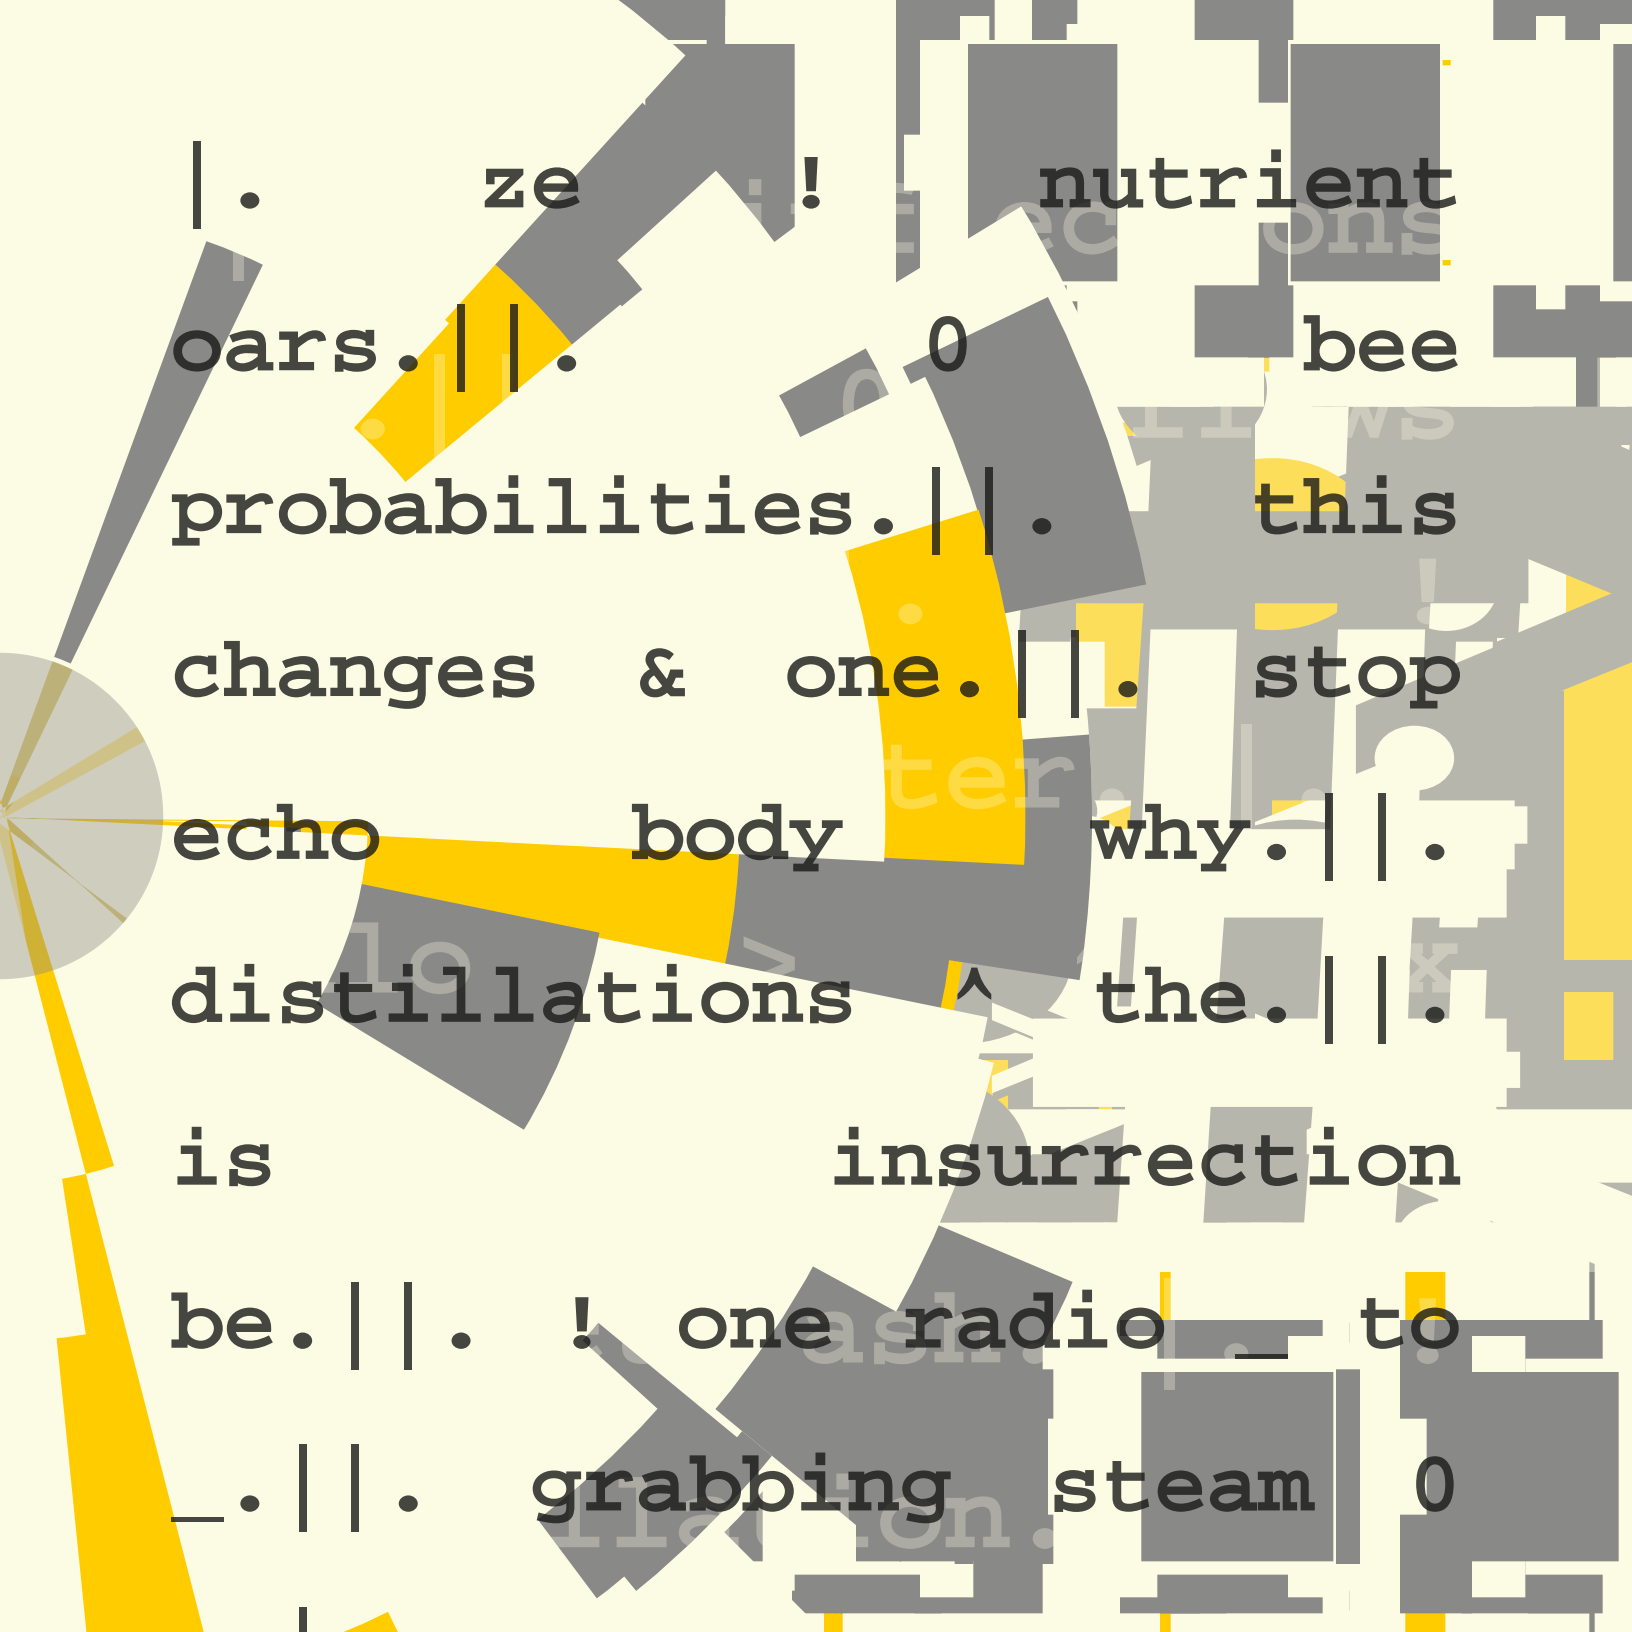 |. ze ! nutrient
oars.||. 0 bee
probabilities.||. this
changes & one.||. stop
echo body why.||.
distillations ^ the.||.
is insurrection
be.||. ! one radio_ to
_.||. grabbing steam 0